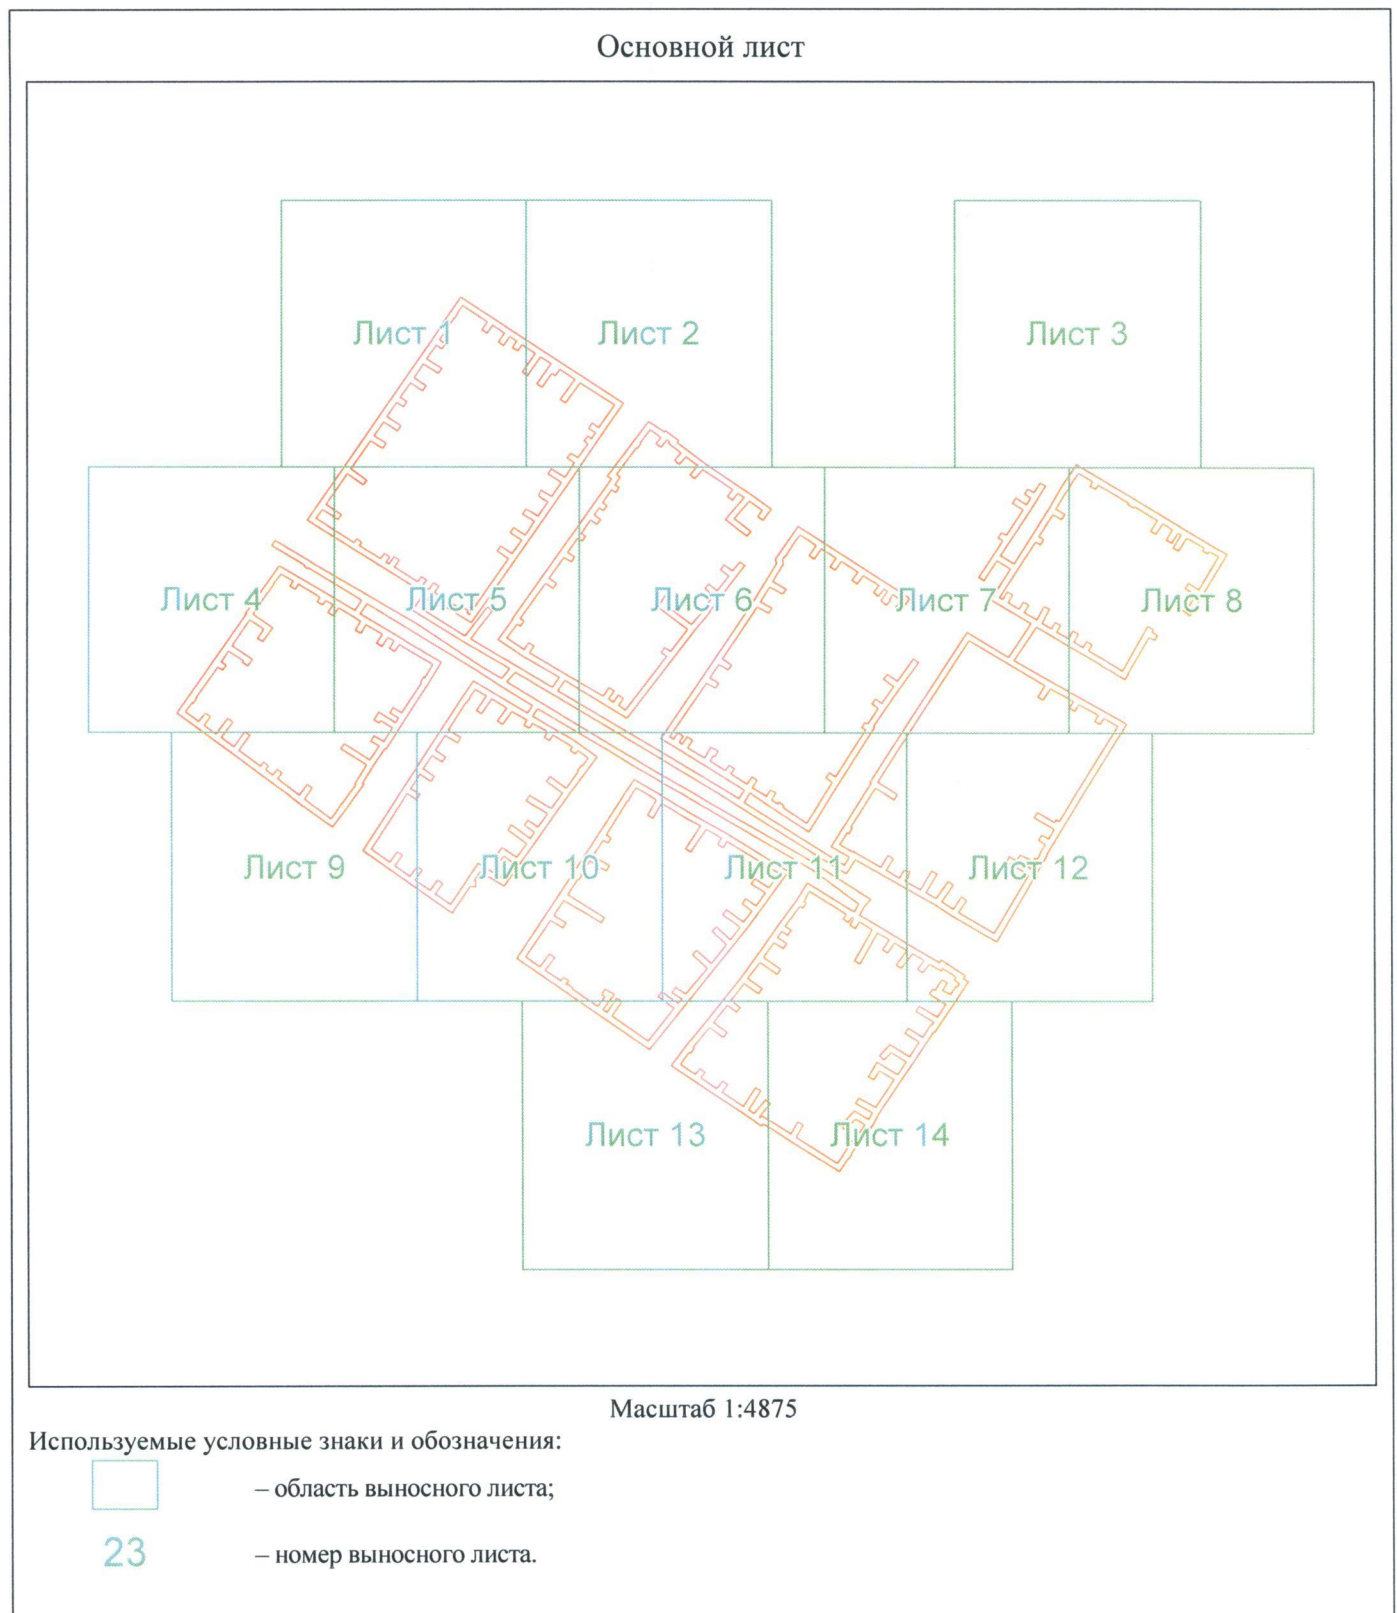 Основной лист
Лист 1
Лист 2
Лист 3
Лист 4
Лист 5
Лист 6
Лист 7
Лист 8
Лист 9
Лист 10
Лист 11
Лист 12
Лист 13
Лист 14
Масштаб 1:4875
Используемые условные знаки и обозначения:
– область выносного листа;
23 – номер выносного листа.